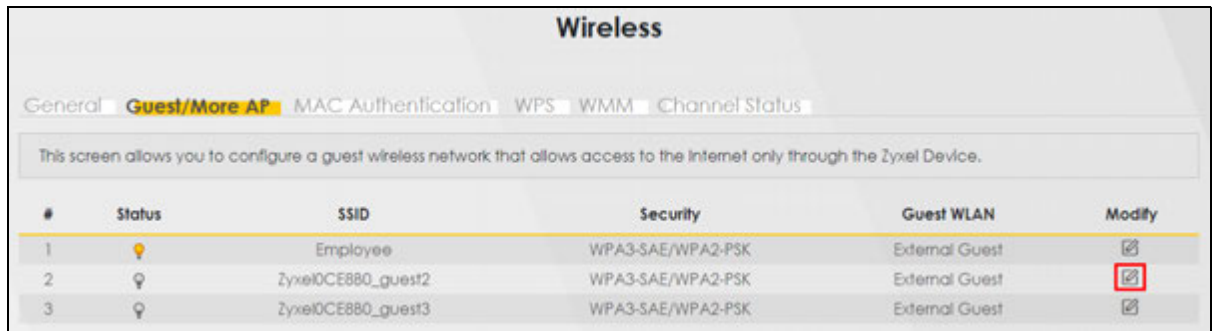 Wireless
General Guest/More AP MAC Authentication WPS WMM Channel Status
This screen allows you to configure a guest wireless network that allows access to the Internet only through the Zyxel Device.
# Status SSID Security Guest WLAN Modify
1 Employee WPA3-SAE/WPA2-PSK External Guest
2 Zyxel0CE880_guest2 WPA3-SAE/WPA2-PSK External Guest
3 Zyxel0CE880_guest3 WPA3-SAE/WPA2-PSK External Guest